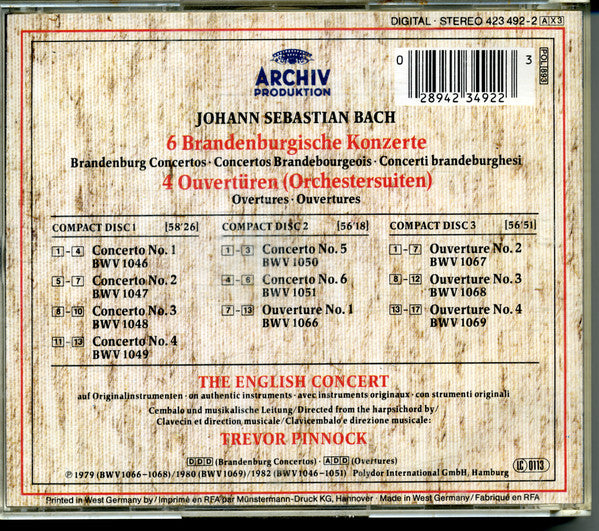 DIGITAL · STEREO 423 492-2 AX3
ARCHIV
PRODUKTION
0 28942 34922 3
POL 893
JOHANN SEBASTIAN BACH
6 Brandenburgische Konzerte
Brandenburg Concertos · Concertos Brandebourgeois · Concerti brandeburghesi
4 Ouvertüren (Orchestersuiten)
Overtures · Ouvertures
COMPACT DISC 1 [58'26]
1 - 4 Concerto No. 1
BWV 1046
5 - 7 Concerto No. 2
BWV 1047
8 - 10 Concerto No. 3
BWV 1048
11 - 13 Concerto No. 4
BWV 1049
COMPACT DISC 2 [56'18]
1 - 3 Concerto No. 5
BWV 1050
4 - 6 Concerto No. 6
BWV 1051
7 - 13 Ouverture No. 1
BWV 1066
COMPACT DISC 3 [56'51]
1 - 7 Ouverture No. 2
BWV 1067
8 - 12 Ouverture No. 3
BWV 1068
13 - 17 Ouverture No. 4
BWV 1069
THE ENGLISH CONCERT
auf Originalinstrumenten · on authentic instruments · avec instruments originaux · con strumenti originali
Cembalo und musikalische Leitung/Directed from the harpsichord by/
Clavecin et direction musicale/Clavicembalo e direzione musicale:
TREVOR PINNOCK
DDD (Brandenburg Concertos) · ADD (Overtures)
℗ 1979 (BWV 1066-1068)/1980 (BWV 1069)/1982 (BWV 1046-1051) Polydor International GmbH, Hamburg
LC 0113
Printed in West Germany by/Imprimé en RFA par Münstermann-Druck KG, Hannover · Made in West Germany/Fabriqué en RFA